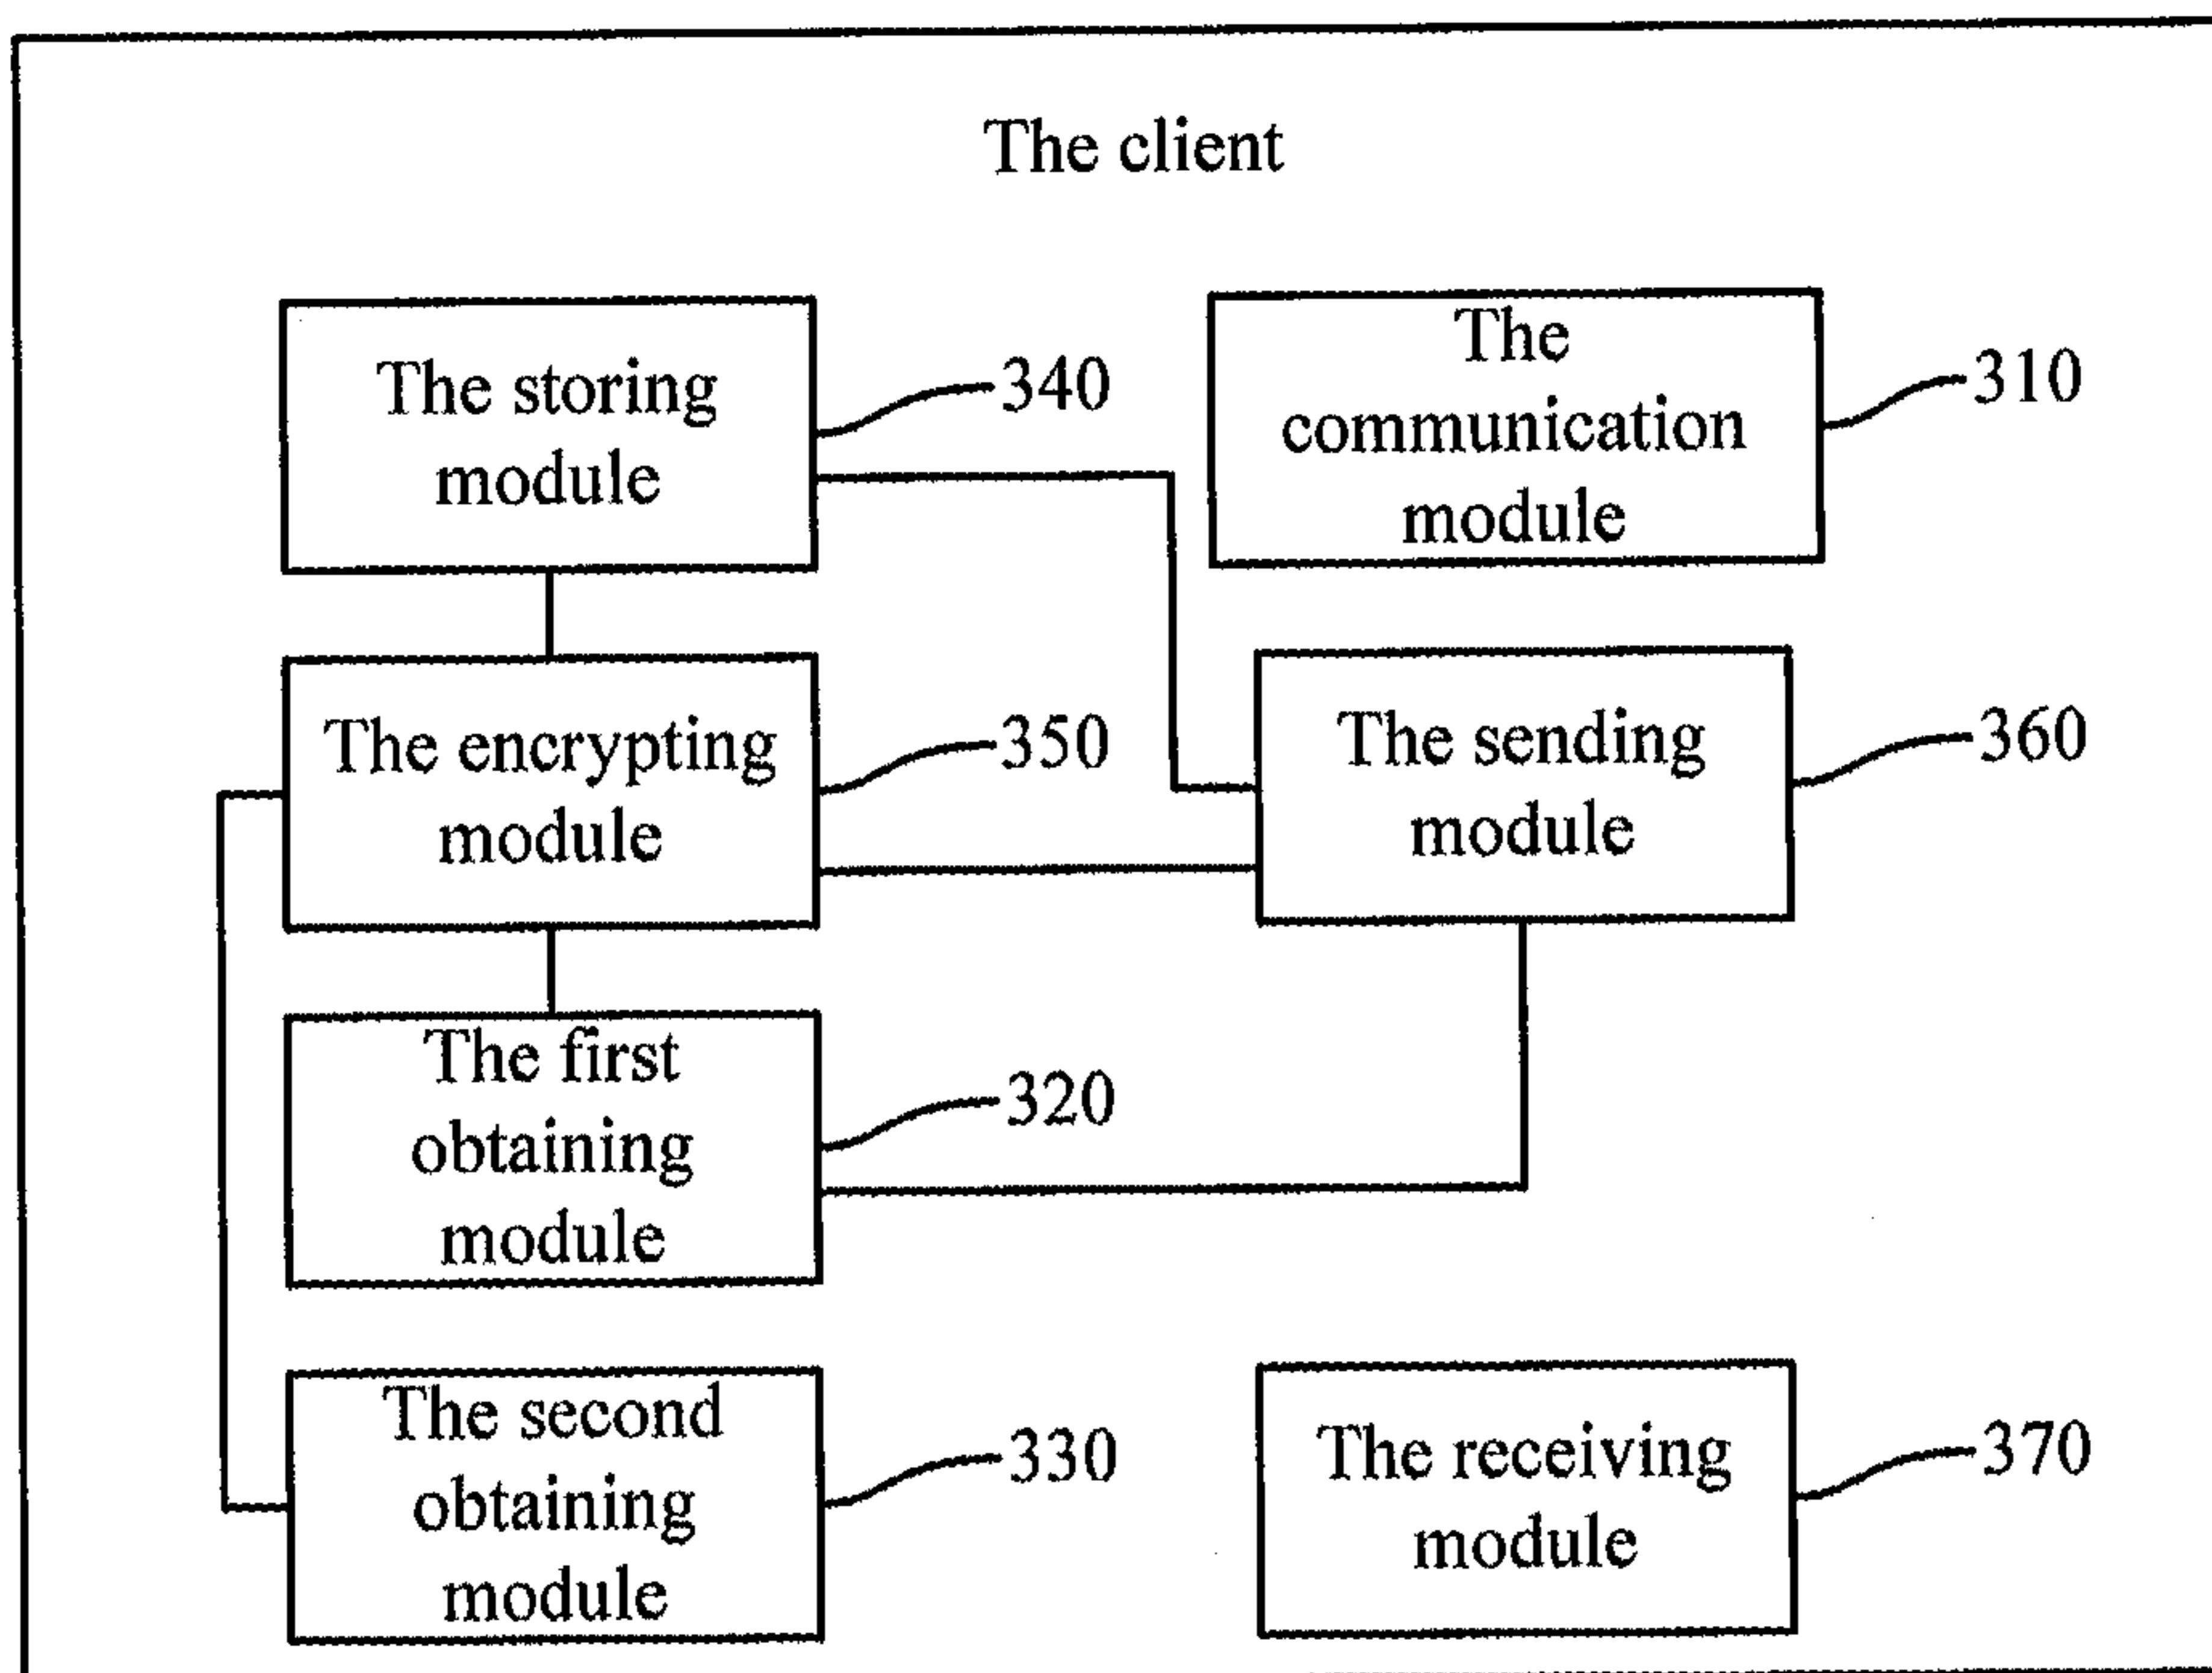 The client
The storing
module
340
The
communication
module
310
The encrypting
module
350
The sending
module
360
The first
obtaining
module
320
The second
obtaining
module
330
The receiving
module
370